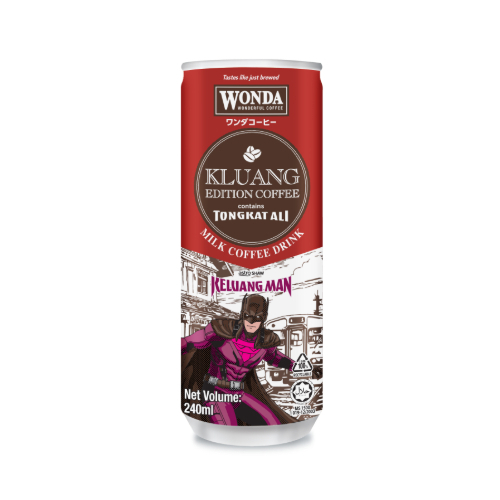 Tastes like just brewed
WONDA
WONDERFUL COFFEE
ワンダコーヒー
KLUANG
EDITION COFFEE
contains
TONGKAT ALI
MILK COFFEE DRINK
KELUANG MAN
Net Volume:
240ml